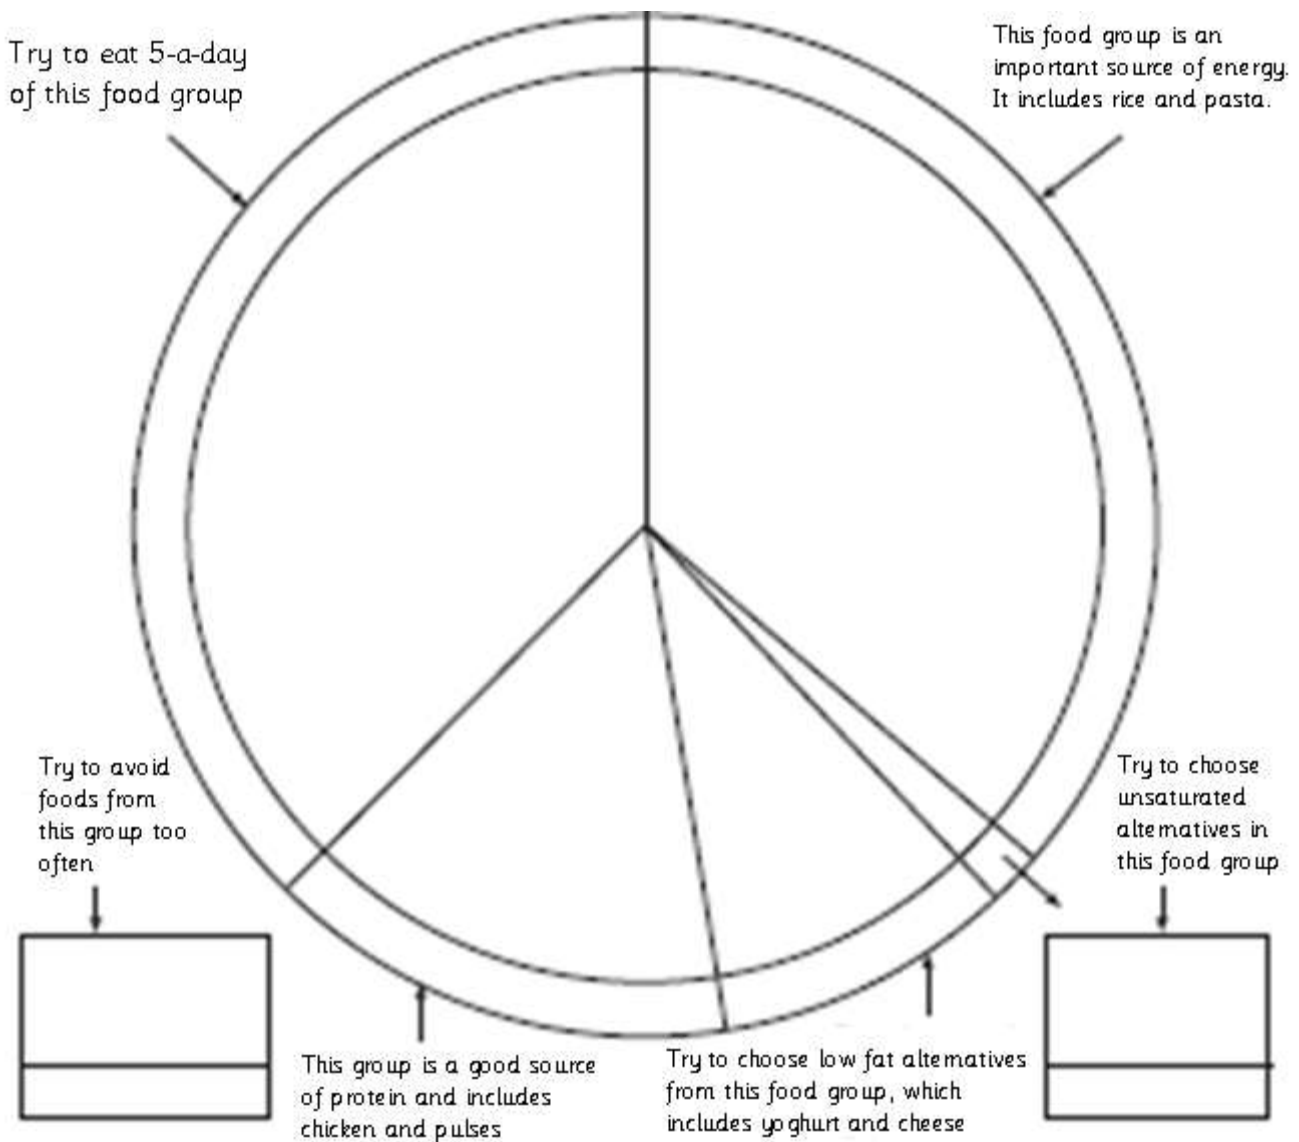 Try to eat 5-a-day
of this food group
This food group is an
important source of energy.
It includes rice and pasta.
Try to avoid
foods from
this group too
often
Try to choose
unsaturated
alternatives in
this food group
This group is a good source
of protein and includes
chicken and pulses
Try to choose low fat alternatives
from this food group, which
includes yoghurt and cheese